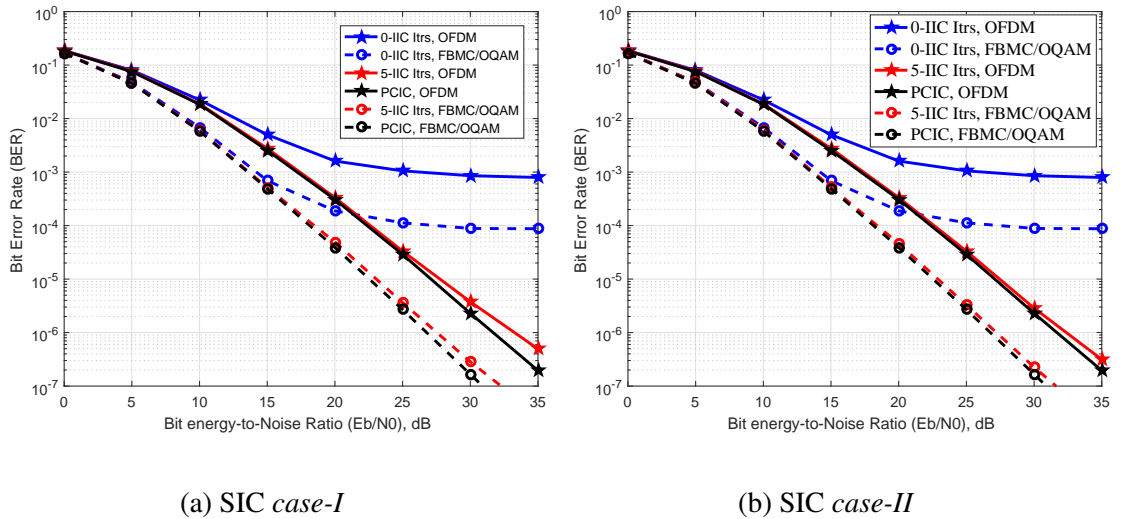 10^0
10^-1
10^-2
10^-3
10^-4
10^-5
10^-6
10^-7
Bit Error Rate (BER)
0-IIC Itrs, OFDM
0-IIC Itrs, FBMC/OQAM
5-IIC Itrs, OFDM
PCIC, OFDM
5-IIC Itrs, FBMC/OQAM
PCIC, FBMC/OQAM
0 5 10 15 20 25 30 35
Bit energy-to-Noise Ratio (Eb/N0), dB
(a) SIC case-I
10^0
10^-1
10^-2
10^-3
10^-4
10^-5
10^-6
10^-7
Bit Error Rate (BER)
0-IIC Itrs, OFDM
0-IIC Itrs, FBMC/OQAM
5-IIC Itrs, OFDM
PCIC, OFDM
5-IIC Itrs, FBMC/OQAM
PCIC, FBMC/OQAM
0 5 10 15 20 25 30 35
Bit energy-to-Noise Ratio (Eb/N0), dB
(b) SIC case-II